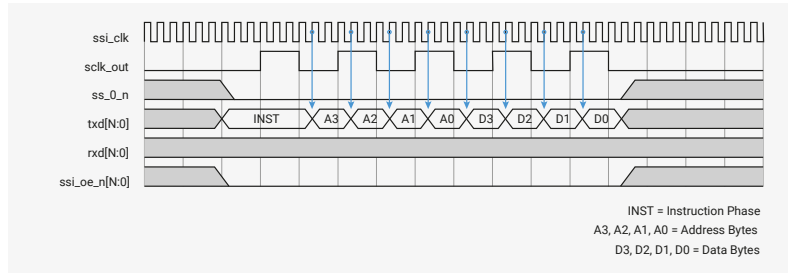 ssi_clk
sclk_out
ss_0_n
txd[N:0]
INST A3 A2 A1 A0 D3 D2 D1 D0
rxd[N:0]
ssi_oe_n[N:0]
INST = Instruction Phase
A3, A2, A1, A0 = Address Bytes
D3, D2, D1, D0 = Data Bytes